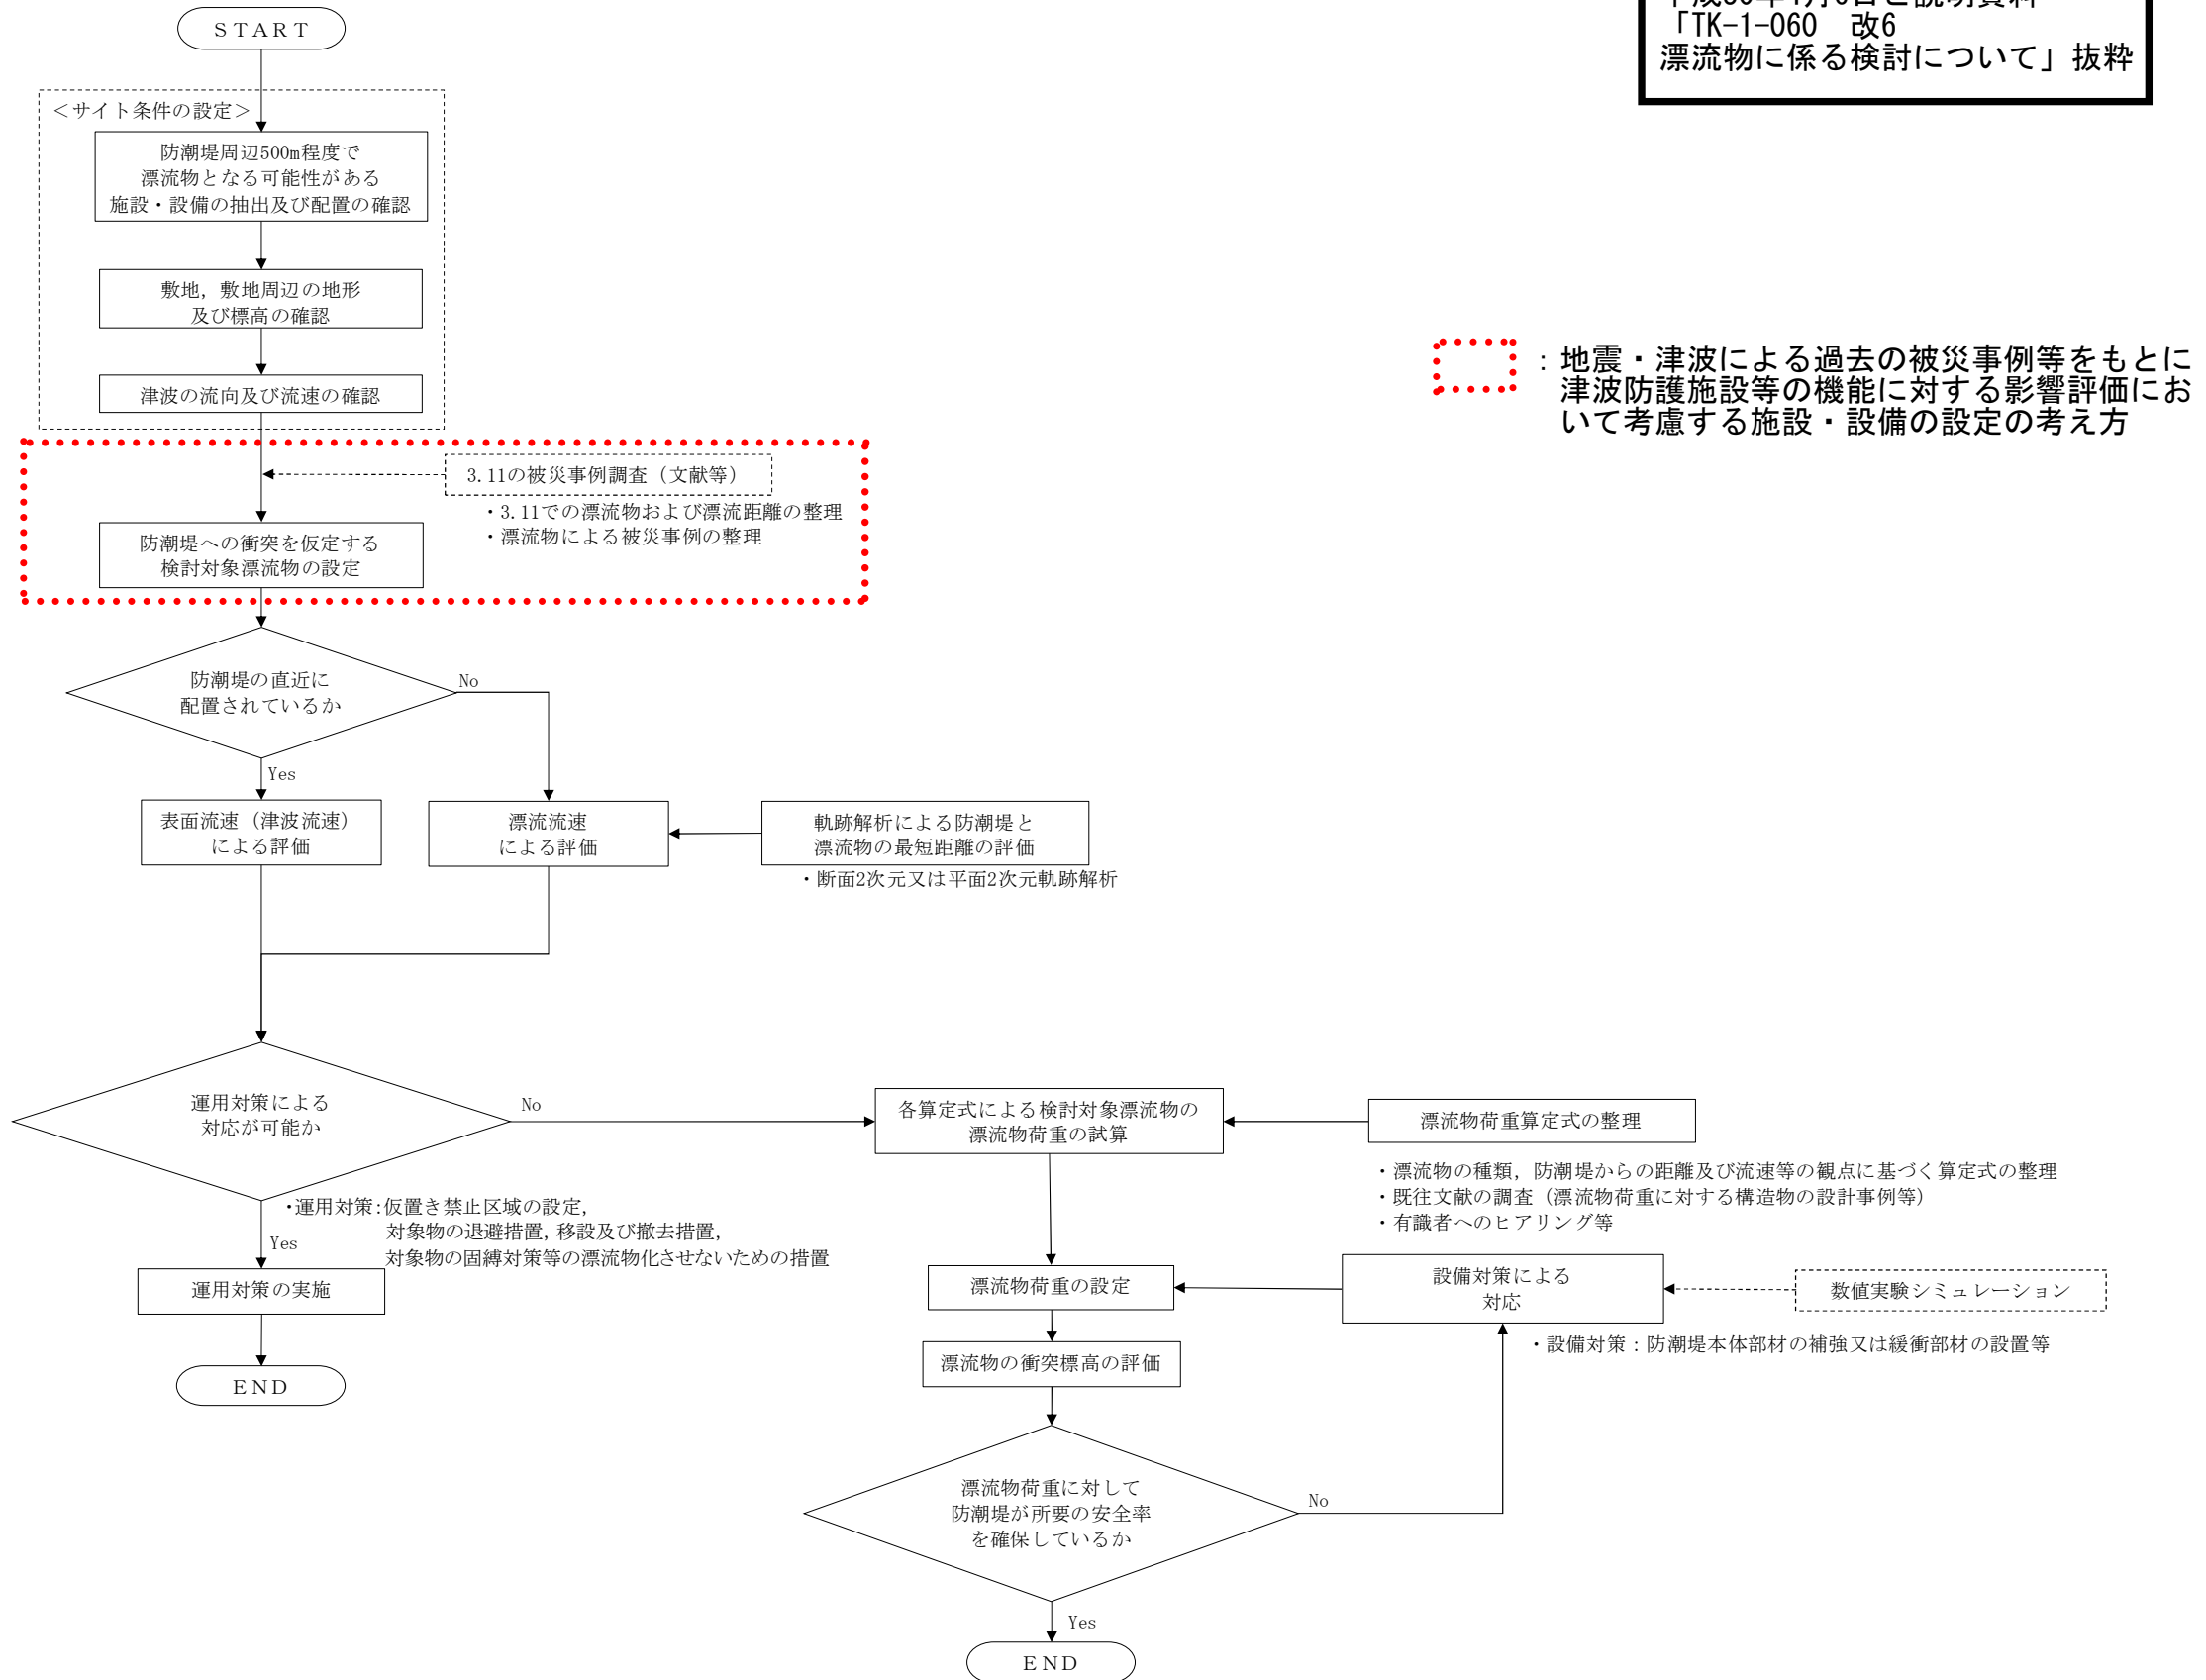 「TK-1-060　改6
漂流物に係る検討について」抜粋
ＳＴＡＲＴ
＜サイト条件の設定＞
防潮堤周辺500m程度で
漂流物となる可能性がある
施設・設備の抽出及び配置の確認
敷地，敷地周辺の地形
及び標高の確認
津波の流向及び流速の確認
：地震・津波による過去の被災事例等をもとに
津波防護施設等の機能に対する影響評価にお
いて考慮する施設・設備の設定の考え方
3.11の被災事例調査（文献等）
・3.11での漂流物および漂流距離の整理
・漂流物による被災事例の整理
防潮堤への衝突を仮定する
検討対象漂流物の設定
防潮堤の直近に
配置されているか
No
Yes
表面流速（津波流速）
による評価
漂流流速
による評価
軌跡解析による防潮堤と
漂流物の最短距離の評価
・断面2次元又は平面2次元軌跡解析
運用対策による
対応が可能か
No
Yes
・運用対策:仮置き禁止区域の設定，
対象物の退避措置，移設及び撤去措置，
対象物の固縛対策等の漂流物化させないための措置
運用対策の実施
ＥＮＤ
各算定式による検討対象漂流物の
漂流物荷重の試算
漂流物荷重算定式の整理
・漂流物の種類，防潮堤からの距離及び流速等の観点に基づく算定式の整理
・既往文献の調査（漂流物荷重に対する構造物の設計事例等）
・有識者へのヒアリング等
漂流物荷重の設定
設備対策による
対応
数値実験シミュレーション
・設備対策：防潮堤本体部材の補強又は緩衝部材の設置等
漂流物の衝突標高の評価
漂流物荷重に対して
防潮堤が所要の安全率
を確保しているか
No
Yes
ＥＮＤ